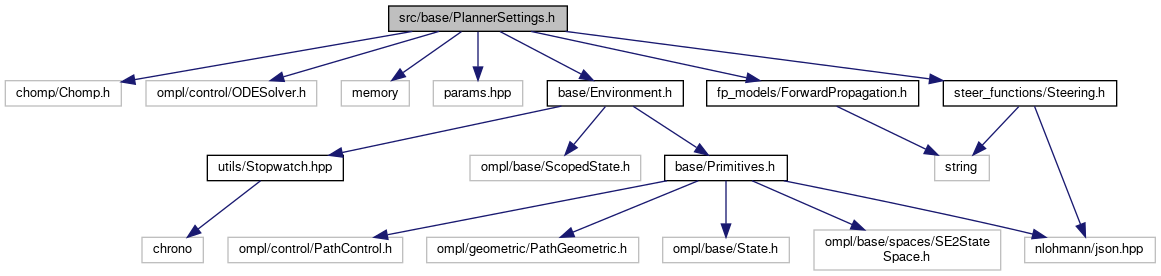 src/base/PlannerSettings.h
chomp/Chomp.h
ompl/control/ODESolver.h
memory
params.hpp
base/Environment.h
fp_models/ForwardPropagation.h
steer_functions/Steering.h
utils/Stopwatch.hpp
ompl/base/ScopedState.h
base/Primitives.h
string
chrono
ompl/control/PathControl.h
ompl/geometric/PathGeometric.h
ompl/base/State.h
ompl/base/spaces/SE2State
Space.h
nlohmann/json.hpp